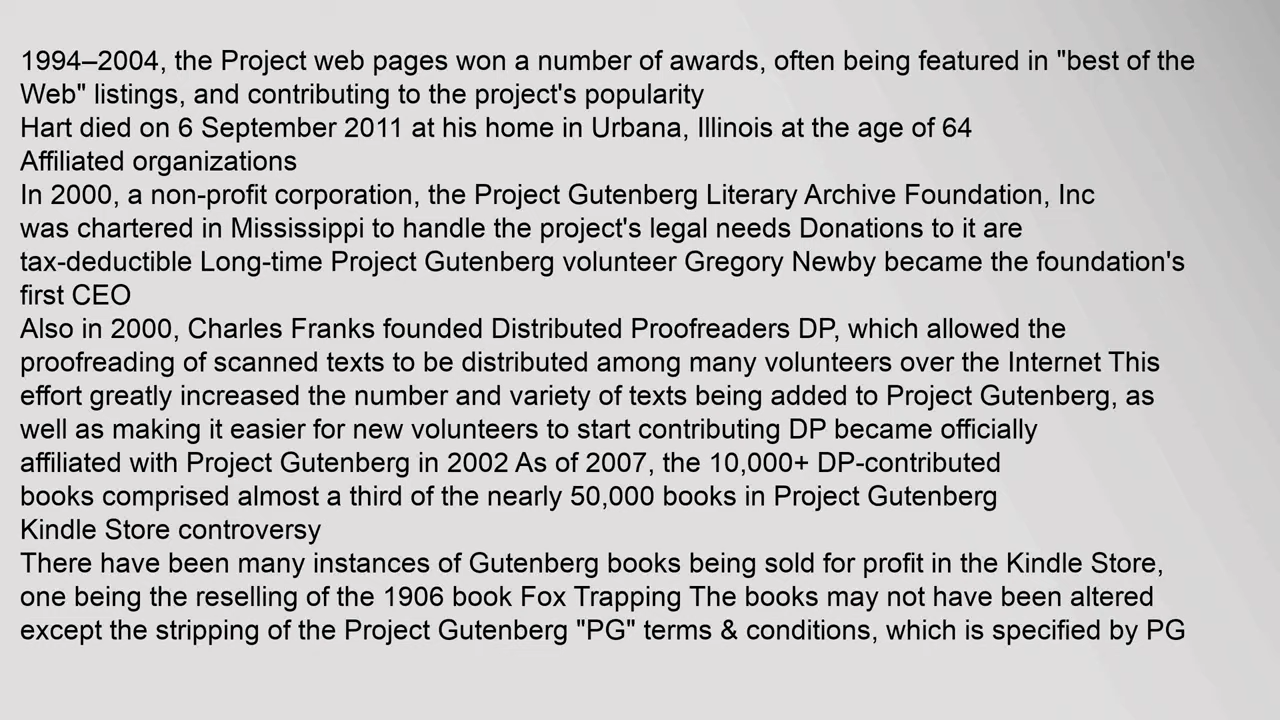 1994–2004, the Project web pages won a number of awards, often being featured in "best of the
Web" listings, and contributing to the project's popularity
Hart died on 6 September 2011 at his home in Urbana, Illinois at the age of 64
Affiliated organizations
In 2000, a non-profit corporation, the Project Gutenberg Literary Archive Foundation, Inc
was chartered in Mississippi to handle the project's legal needs Donations to it are
tax-deductible Long-time Project Gutenberg volunteer Gregory Newby became the foundation's
first CEO
Also in 2000, Charles Franks founded Distributed Proofreaders DP, which allowed the
proofreading of scanned texts to be distributed among many volunteers over the Internet This
effort greatly increased the number and variety of texts being added to Project Gutenberg, as
well as making it easier for new volunteers to start contributing DP became officially
affiliated with Project Gutenberg in 2002 As of 2007, the 10,000+ DP-contributed
books comprised almost a third of the nearly 50,000 books in Project Gutenberg
Kindle Store controversy
There have been many instances of Gutenberg books being sold for profit in the Kindle Store,
one being the reselling of the 1906 book Fox Trapping The books may not have been altered
except the stripping of the Project Gutenberg "PG" terms & conditions, which is specified by PG